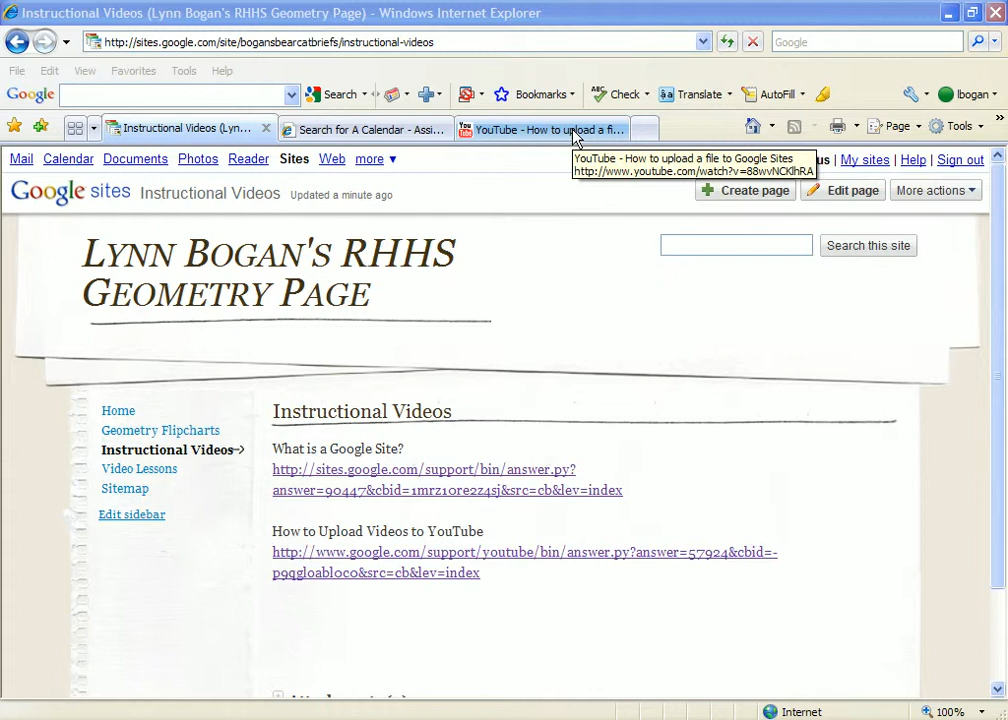 Instructional Videos (Lynn Bogan's RHHS Geometry Page) - Windows Internet Explorer
http://sites.google.com/site/bogansbearcatbriefs/instructional-videos
Google
File Edit View Favorites Tools Help
Google Search Bookmarks Check Translate AutoFill lbogan
Instructional Videos (Lyn... Search for A Calendar - Assi... YouTube - How to upload a fi... Page Tools
YouTube - How to upload a file to Google Sites
http://www.youtube.com/watch?v=88wvNCKlhRA
Mail Calendar Documents Photos Reader Sites Web more ▼ us My sites Help Sign out
Google sites Instructional Videos Updated a minute ago Create page Edit page More actions
LYNN BOGAN'S RHHS
GEOMETRY PAGE
Search this site
Home
Geometry Flipcharts
Instructional Videos
Video Lessons
Sitemap
Edit sidebar
Instructional Videos
What is a Google Site?
http://sites.google.com/support/bin/answer.py?
answer=90447&cbid=1mrz1ore2z4sj&src=cb&lev=index
How to Upload Videos to YouTube
http://www.google.com/support/youtube/bin/answer.py?answer=57924&cbid=-
p9qgloabl0c0&src=cb&lev=index
Internet 100%